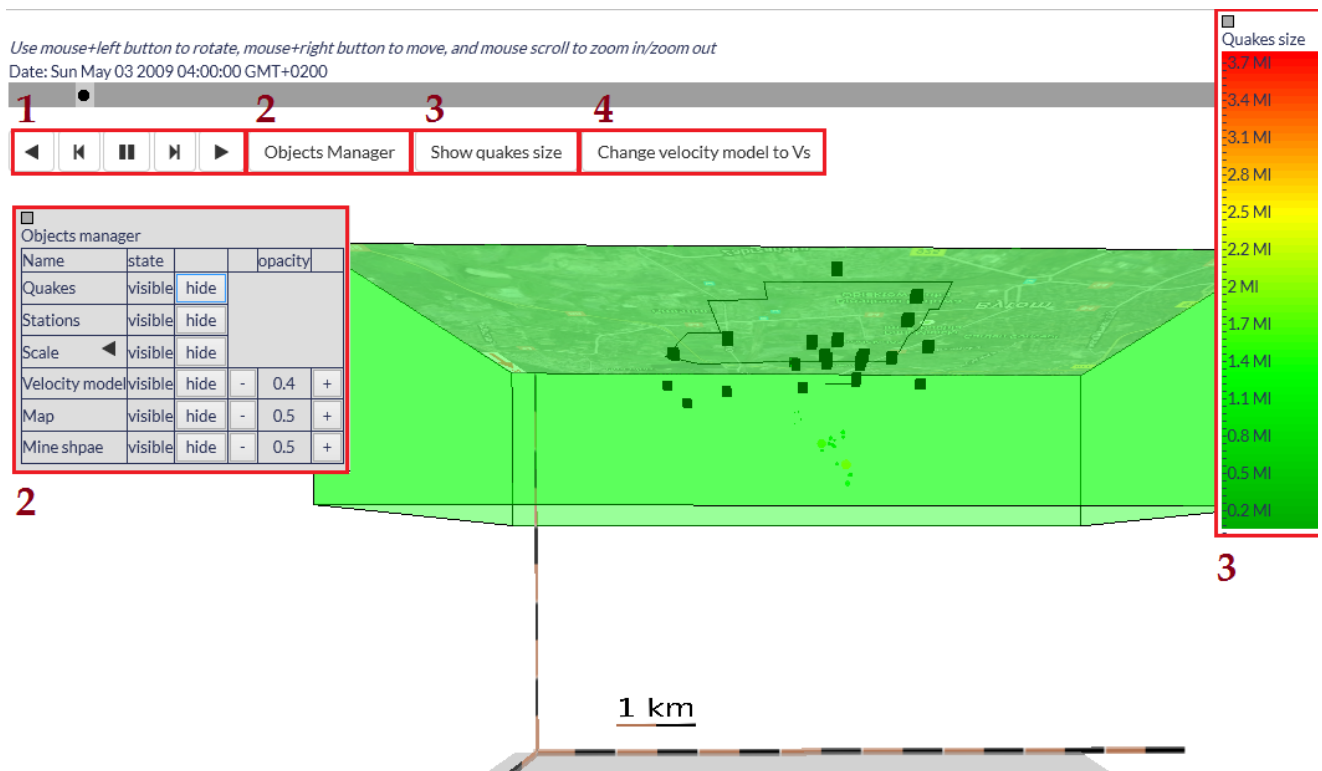 Use mouse+left button to rotate, mouse+right button to move, and mouse scroll to zoom in/zoom out
Date: Sun May 03 2009 04:00:00 GMT+0200
1 2 3 4
Objects Manager Show quakes size Change velocity model to Vs
Quakes size
3.7 Ml
3.4 Ml
3.1 Ml
2.8 Ml
2.5 Ml
2.2 Ml
2 Ml
1.7 Ml
1.4 Ml
1.1 Ml
0.8 Ml
0.5 Ml
0.2 Ml
3
Objects manager
Name state opacity
Quakes visible hide
Stations visible hide
Scale visible hide
Velocity model visible hide - 0.4 +
Map visible hide - 0.5 +
Mine shpae visible hide - 0.5 +
2
Bytom
1 km